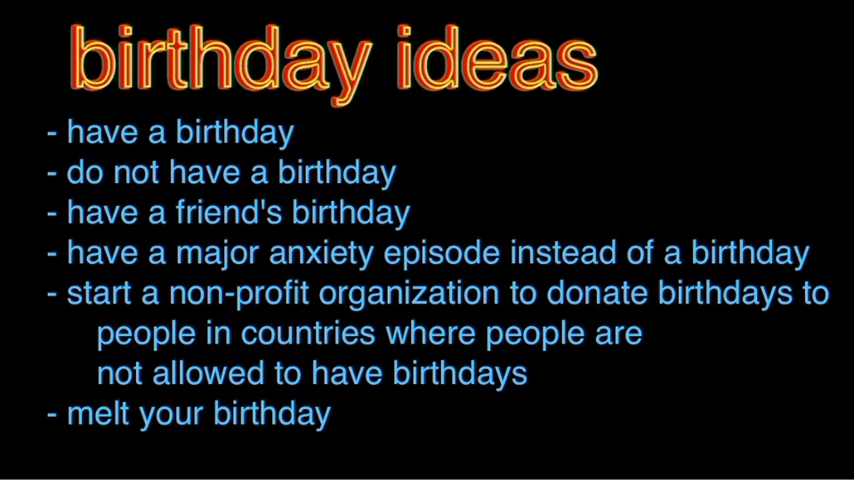 birthday ideas
- have a birthday
- do not have a birthday
- have a friend's birthday
- have a major anxiety episode instead of a birthday
- start a non-profit organization to donate birthdays to
people in countries where people are
not allowed to have birthdays
- melt your birthday